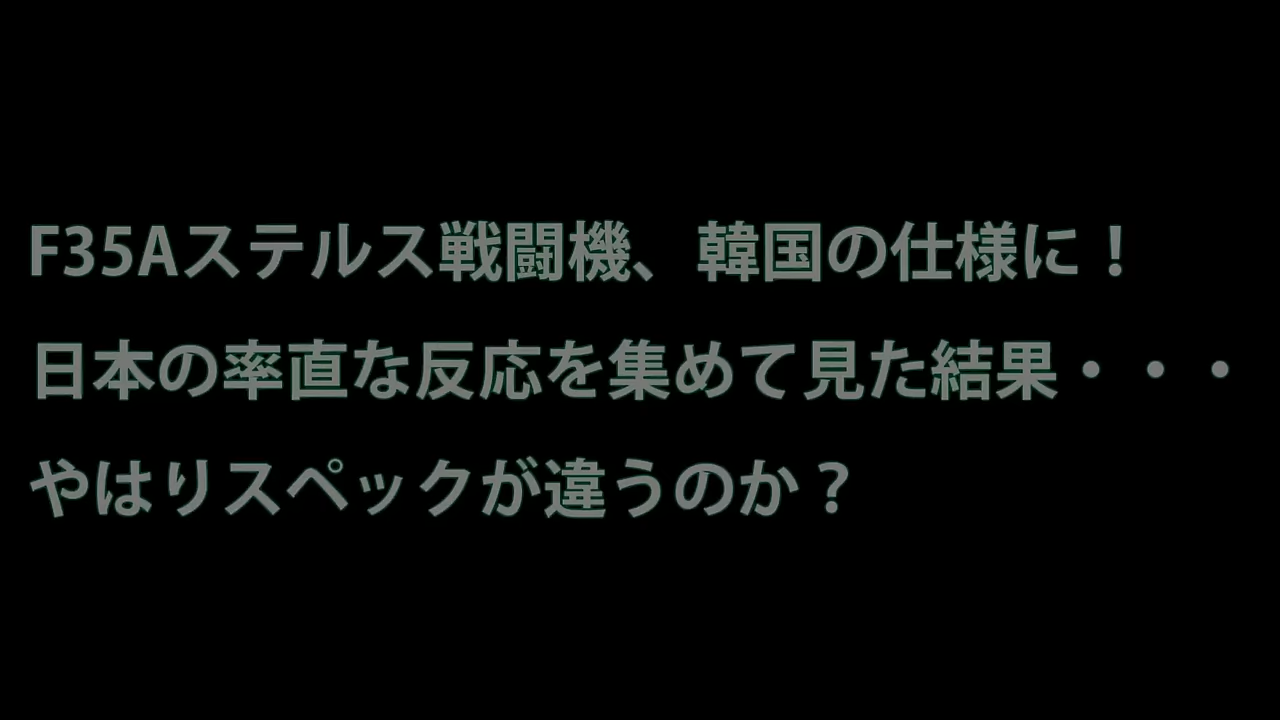 F35Aステルス戦闘機、韓国の仕様に！
日本の率直な反応を集めて見た結果・・・
やはりスペックが違うのか？